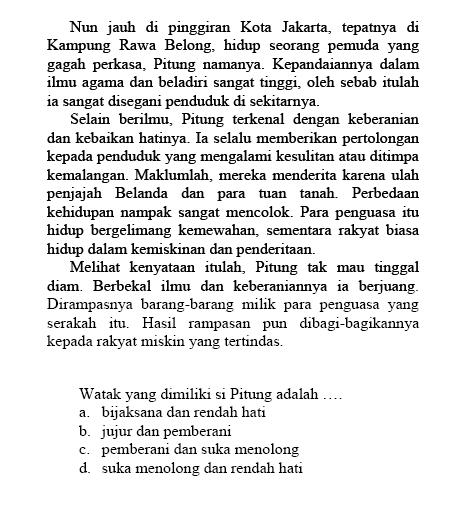 Nun jauh di pinggiran Kota Jakarta, tepatnya di
Kampung Rawa Belong, hidup seorang pemuda yang
gagah perkasa, Pitung namanya. Kepandaiannya dalam
ilmu agama dan beladiri sangat tinggi, oleh sebab itulah
ia sangat disegani penduduk di sekitarnya.
Selain berilmu, Pitung terkenal dengan keberanian
dan kebaikan hatinya. Ia selalu memberikan pertolongan
kepada penduduk yang mengalami kesulitan atau ditimpa
kemalangan. Maklumlah, mereka menderita karena ulah
penjajah Belanda dan para tuan tanah. Perbedaan
kehidupan nampak sangat mencolok. Para penguasa itu
hidup bergelimang kemewahan, sementara rakyat biasa
hidup dalam kemiskinan dan penderitaan.
Melihat kenyataan itulah, Pitung tak mau tinggal
diam. Berbekal ilmu dan keberaniannya ia berjuang.
Dirampasnya barang-barang milik para penguasa yang
serakah itu. Hasil rampasan pun dibagi-bagikannya
kepada rakyat miskin yang tertindas.
Watak yang dimiliki si Pitung adalah ….
a. bijaksana dan rendah hati
b. jujur dan pemberani
c. pemberani dan suka menolong
d. suka menolong dan rendah hati